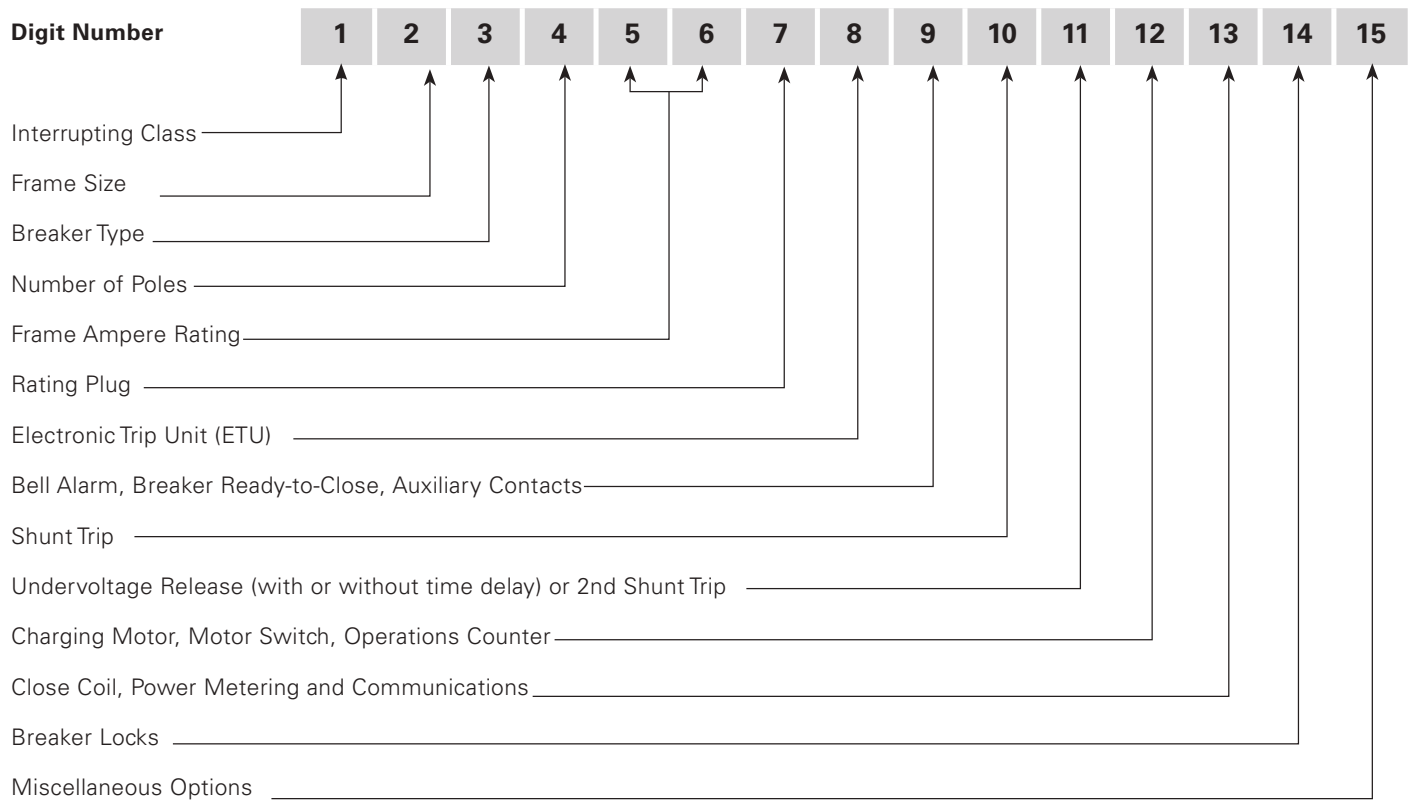 Digit Number 1 2 3 4 5 6 7 8 9 10 11 12 13 14 15
Interrupting Class
Frame Size
Breaker Type
Number of Poles
Frame Ampere Rating
Rating Plug
Electronic Trip Unit (ETU)
Bell Alarm, Breaker Ready-to-Close, Auxiliary Contacts
Shunt Trip
Undervoltage Release (with or without time delay) or 2nd Shunt Trip
Charging Motor, Motor Switch, Operations Counter
Close Coil, Power Metering and Communications
Breaker Locks
Miscellaneous Options